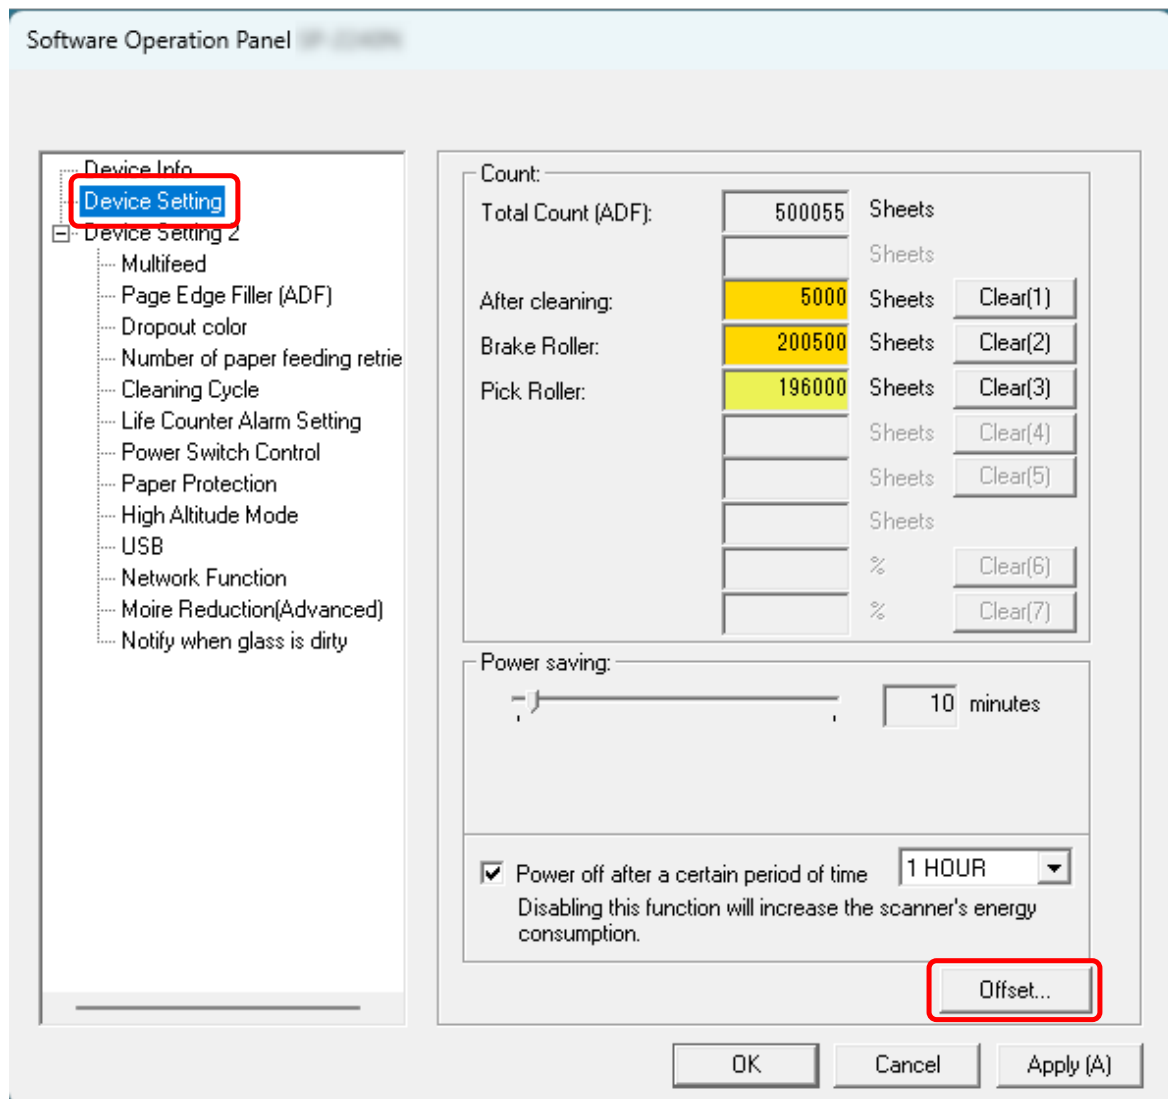 Software Operation Panel
Device Info
Device Setting
Device Setting 2
Multifeed
Page Edge Filler (ADF)
Dropout color
Number of paper feeding retrie
Cleaning Cycle
Life Counter Alarm Setting
Power Switch Control
Paper Protection
High Altitude Mode
USB
Network Function
Moire Reduction(Advanced)
Notify when glass is dirty
Count:
Total Count (ADF): 500055 Sheets
Sheets
After cleaning: 5000 Sheets Clear(1)
Brake Roller: 200500 Sheets Clear(2)
Pick Roller: 196000 Sheets Clear(3)
Sheets Clear(4)
Sheets Clear(5)
Sheets
% Clear(6)
% Clear(7)
Power saving:
10 minutes
Power off after a certain period of time 1 HOUR
Disabling this function will increase the scanner's energy
consumption.
Offset...
OK Cancel Apply (A)